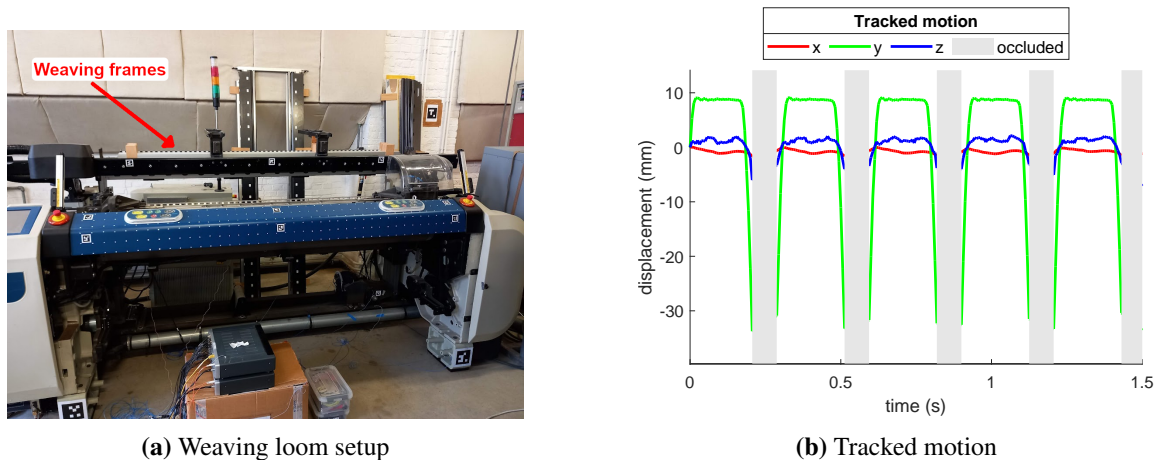 Weaving frames
(a) Weaving loom setup
Tracked motion
x y z occluded
10
0
-10
-20
-30
displacement (mm)
0 0.5 1 1.5
time (s)
(b) Tracked motion